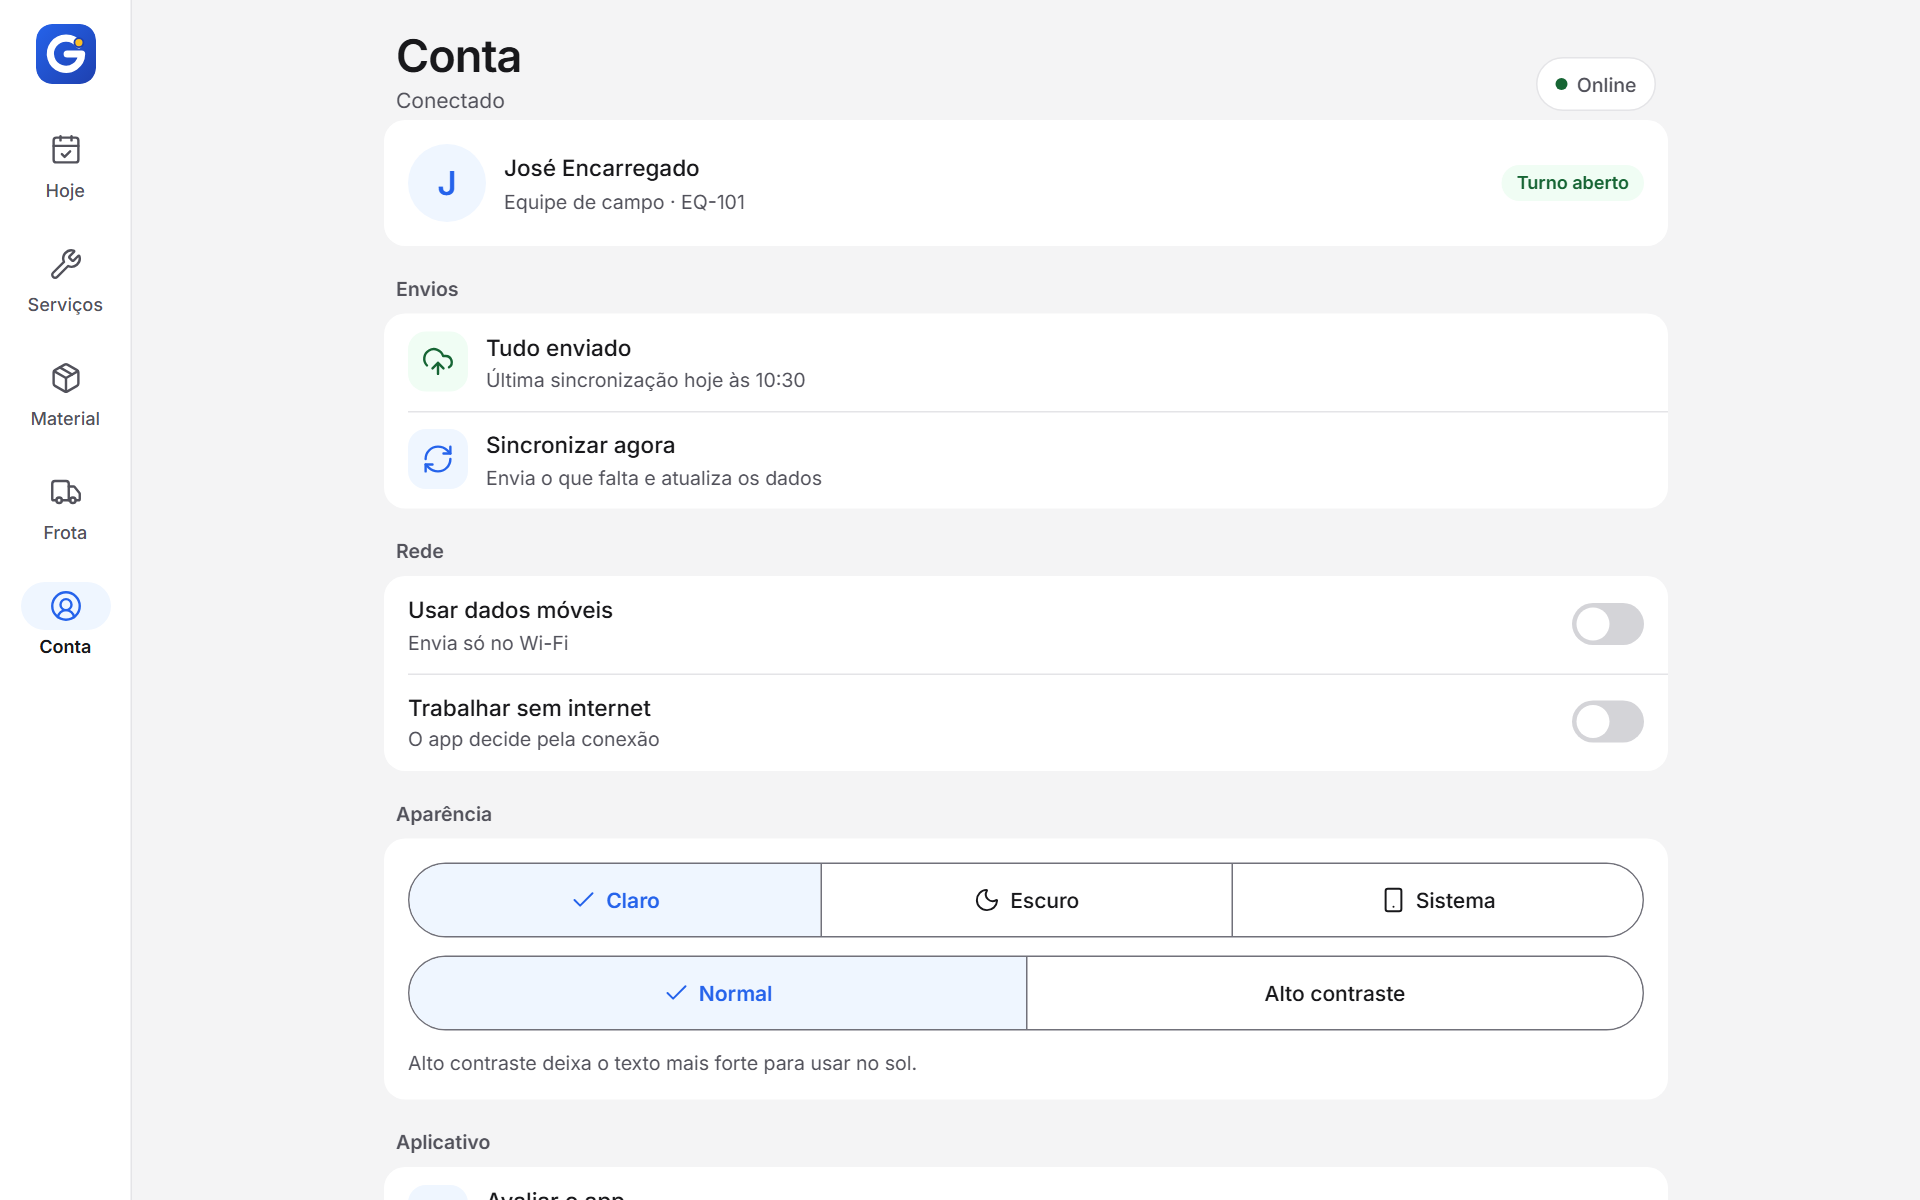 Conta
Conectado
Online
J
José Encarregado
Equipe de campo · EQ-101
Turno aberto
Hoje
Serviços
Material
Frota
Conta
Envios
Tudo enviado
Última sincronização hoje às 10:30
Sincronizar agora
Envia o que falta e atualiza os dados
Rede
Usar dados móveis
Envia só no Wi-Fi
Trabalhar sem internet
O app decide pela conexão
Aparência
Claro
Escuro
Sistema
Normal
Alto contraste
Alto contraste deixa o texto mais forte para usar no sol.
Aplicativo
Avaliar o app